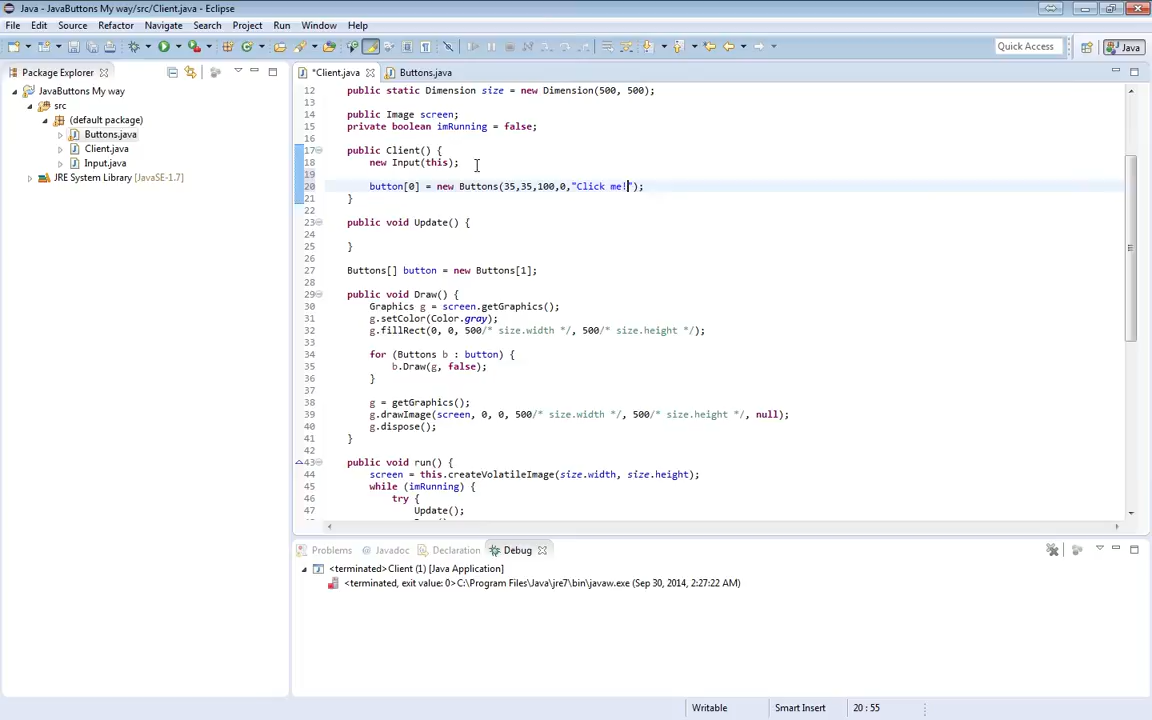 Java - JavaButtons My way/src/Client.java - Eclipse
File Edit Source Refactor Navigate Search Project Run Window Help
Quick Access
Java
Package Explorer
*Client.java
Buttons.java
JavaButtons My way
src
(default package)
Buttons.java
Client.java
Input.java
JRE System Library [JavaSE-1.7]
12 public static Dimension size = new Dimension(500, 500);
13
14 public Image screen;
15 private boolean imRunning = false;
16
17 public Client() {
18 new Input(this);
19
20 button[0] = new Buttons(35,35,100,0,"Click me!");
21 }
22
23 public void Update() {
24
25 }
26
27 Buttons[] button = new Buttons[1];
28
29 public void Draw() {
30 Graphics g = screen.getGraphics();
31 g.setColor(Color.gray);
32 g.fillRect(0, 0, 500/* size.width */, 500/* size.height */);
33
34 for (Buttons b : button) {
35 b.Draw(g, false);
36 }
37
38 g = getGraphics();
39 g.drawImage(screen, 0, 0, 500/* size.width */, 500/* size.height */, null);
40 g.dispose();
41 }
42
43 public void run() {
44 screen = this.createVolatileImage(size.width, size.height);
45 while (imRunning) {
46 try {
47 Update();
Problems Javadoc Declaration Debug
<terminated>Client (1) [Java Application]
<terminated, exit value: 0>C:\Program Files\Java\jre7\bin\javaw.exe (Sep 30, 2014, 2:27:22 AM)
Writable Smart Insert 20 : 55